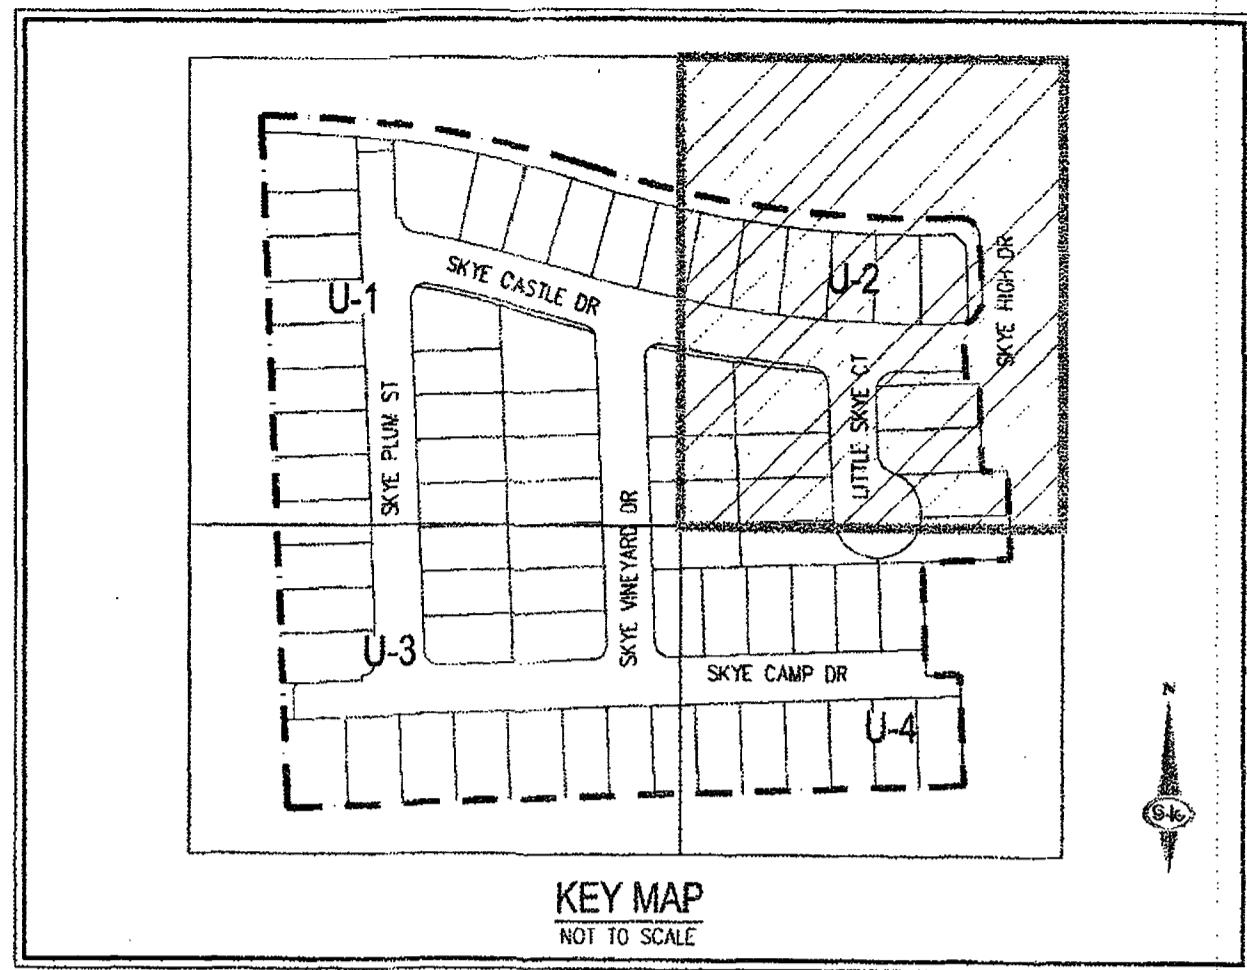 SKYE CASTLE DR
U-2
SKYE HIGH DR
U-1
SKYE PLUM ST
LITTLE SKYE CT
SKYE VINEYARD DR
U-3
SKYE CAMP DR
U-4
N
KEY MAP
NOT TO SCALE